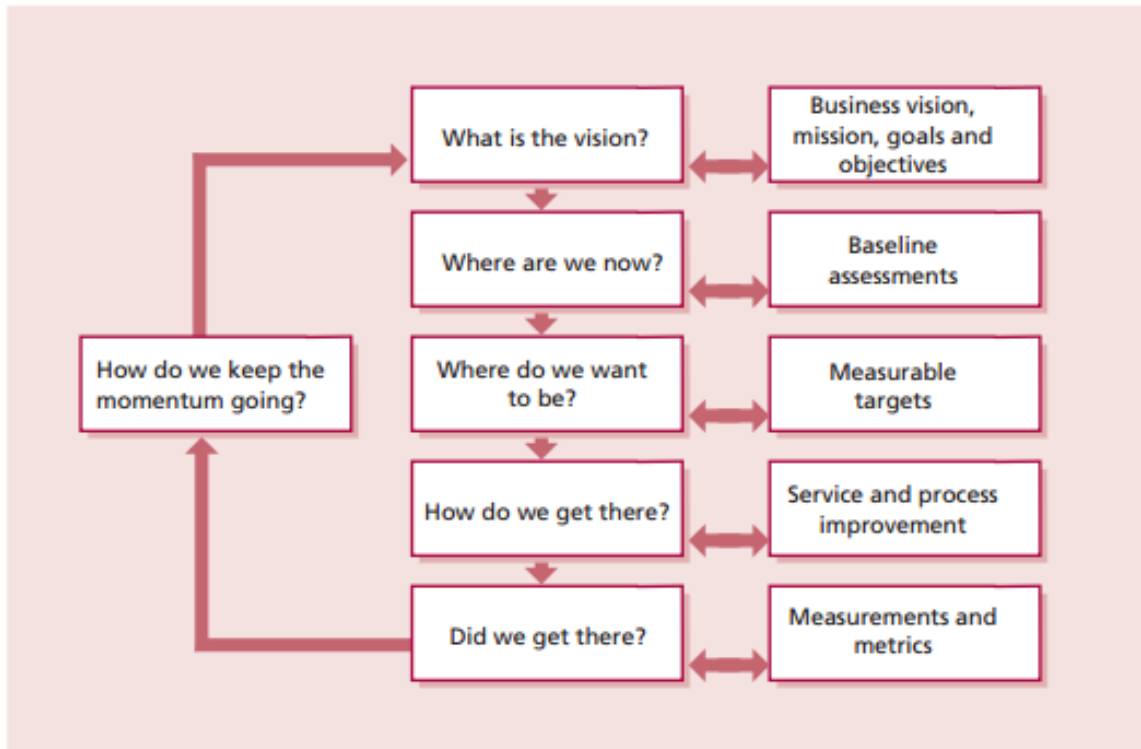 What is the vision?
Business vision,
mission, goals and
objectives
Where are we now?
Baseline
assessments
How do we keep the
momentum going?
Where do we want
to be?
Measurable
targets
How do we get there?
Service and process
improvement
Did we get there?
Measurements and
metrics